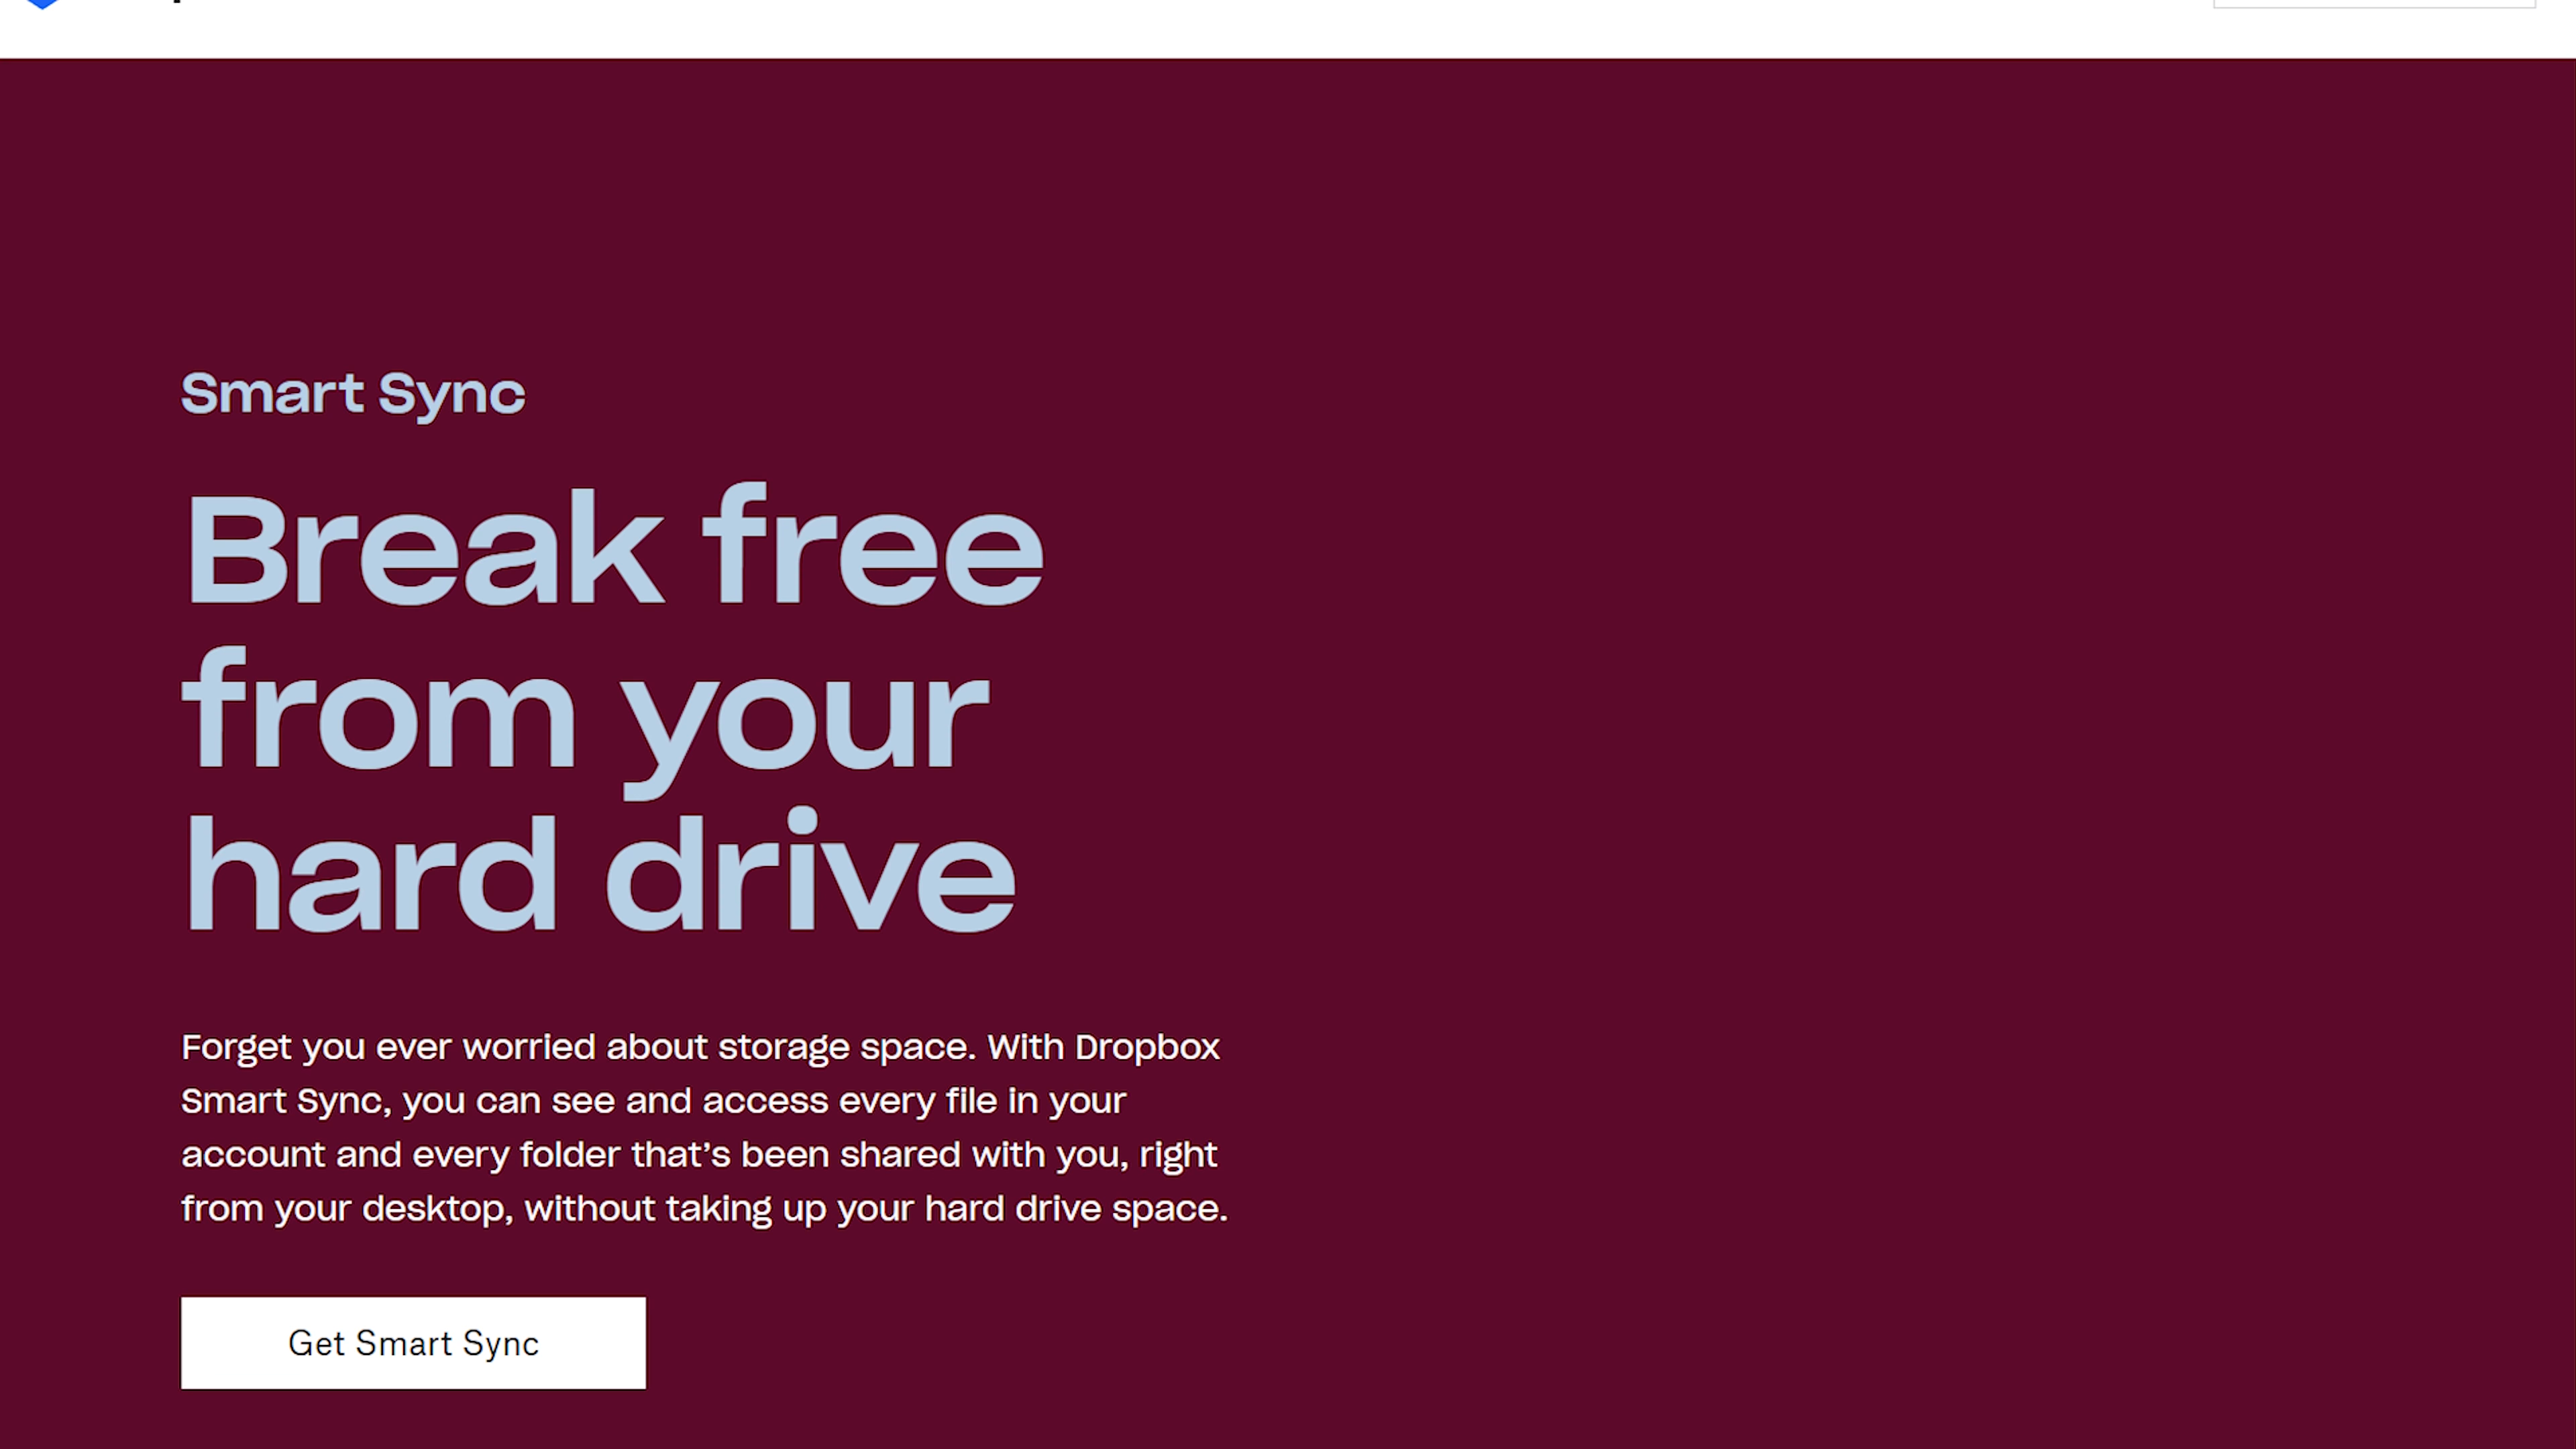 Smart Sync
Break free
from your
hard drive
Forget you ever worried about storage space. With Dropbox
Smart Sync, you can see and access every file in your
account and every folder that’s been shared with you, right
from your desktop, without taking up your hard drive space.
Get Smart Sync